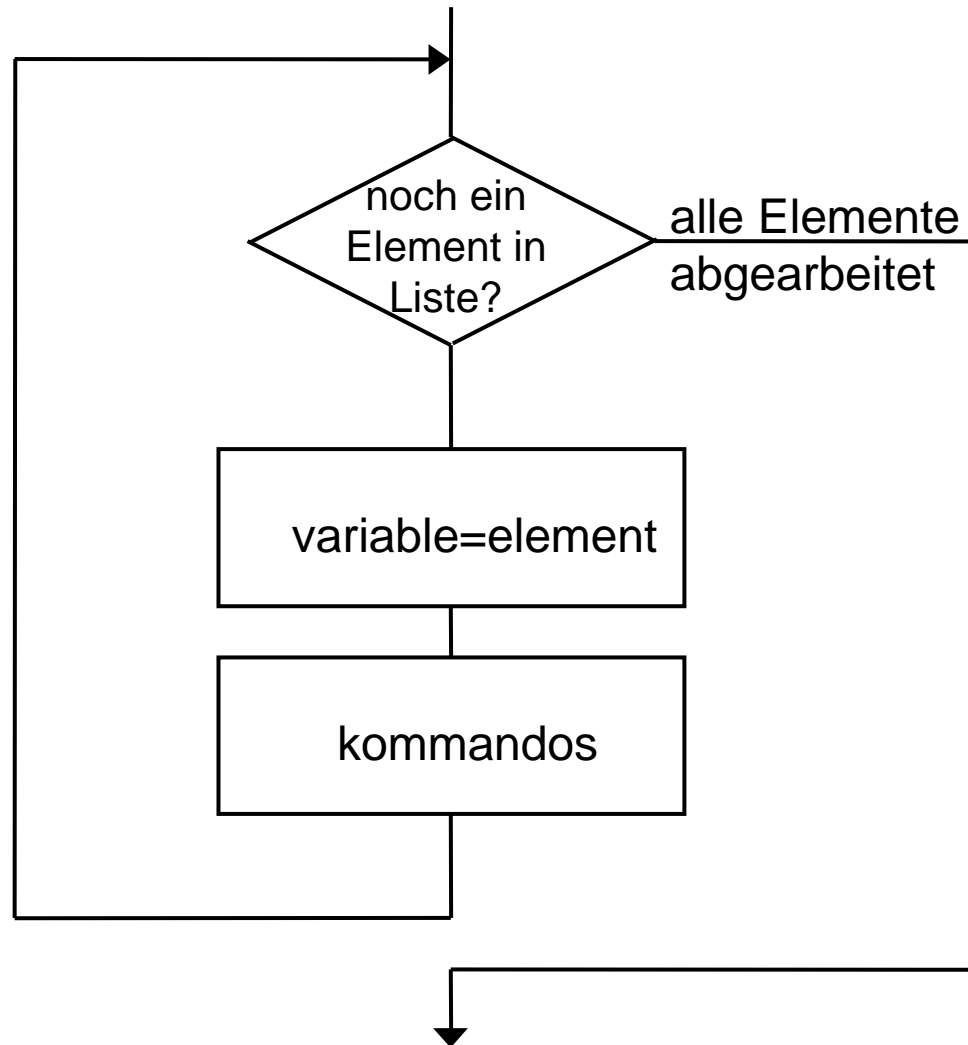 noch ein
Element in
Liste?
alle Elemente
abgearbeitet
variable=element
kommandos